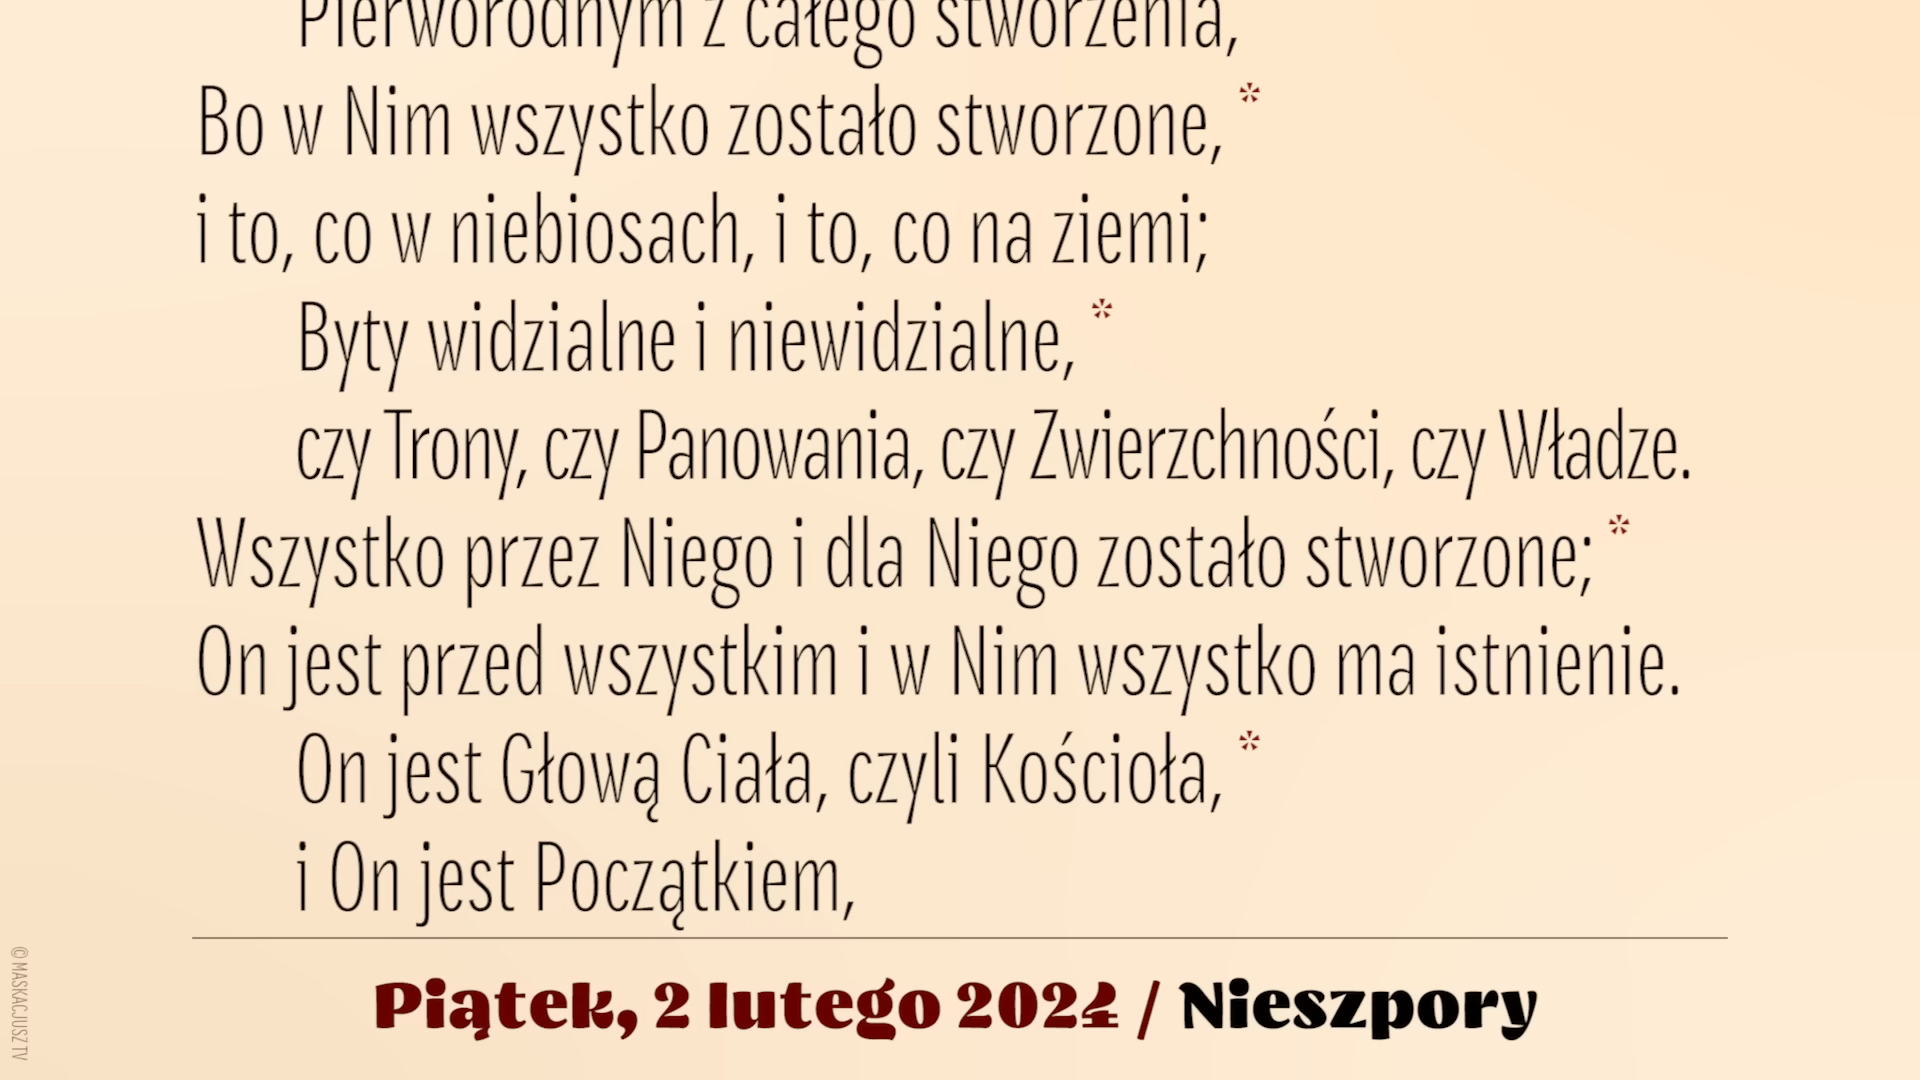 Pierworodnym z całego stworzenia,
Bo w Nim wszystko zostało stworzone, *
i to, co w niebiosach, i to, co na ziemi;
Byty widzialne i niewidzialne, *
czy Trony, czy Panowania, czy Zwierzchności, czy Władze.
Wszystko przez Niego i dla Niego zostało stworzone; *
On jest przed wszystkim i w Nim wszystko ma istnienie.
On jest Głową Ciała, czyli Kościoła, *
i On jest Początkiem,
Piątek, 2 lutego 2024 / Nieszpory
© MASKACJUSZ TV